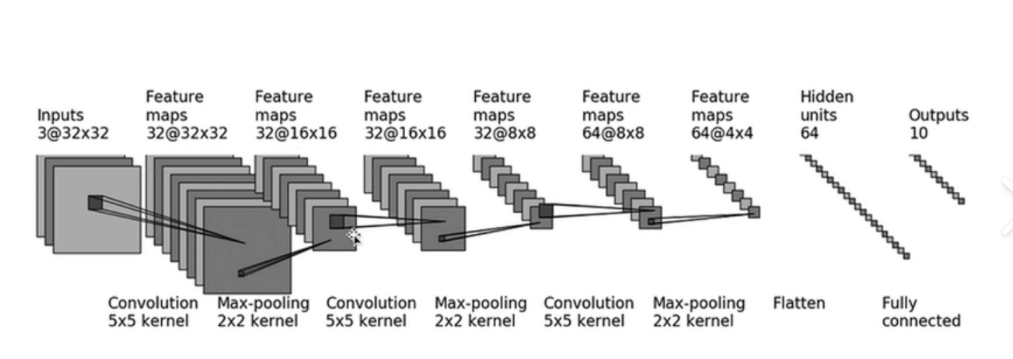 Inputs
3@32x32
Feature
maps
32@32x32
Feature
maps
32@16x16
Feature
maps
32@16x16
Feature
maps
32@8x8
Feature
maps
64@8x8
Feature
maps
64@4x4
Hidden
units
64
Outputs
10
Convolution
5x5 kernel
Max-pooling
2x2 kernel
Convolution
5x5 kernel
Max-pooling
2x2 kernel
Convolution
5x5 kernel
Max-pooling
2x2 kernel
Flatten
Fully
connected